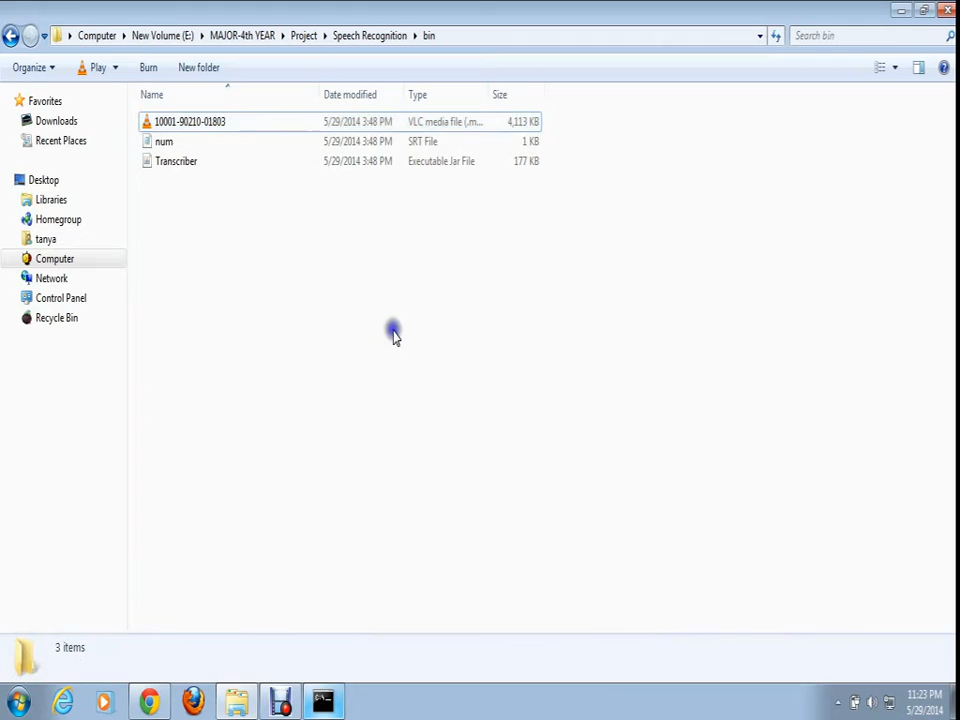 Computer New Volume (E:) MAJOR-4th YEAR Project Speech Recognition bin Search bin
Organize Play Burn New folder
Name Date modified Type Size
Favorites
Downloads
Recent Places
Desktop
Libraries
Homegroup
tanya
Computer
Network
Control Panel
Recycle Bin
10001-90210-01803 5/29/2014 3:48 PM VLC media file (.m... 4,113 KB
num 5/29/2014 3:48 PM SRT File 1 KB
Transcriber 5/29/2014 3:48 PM Executable Jar File 177 KB
3 items
11:23 PM
5/29/2014